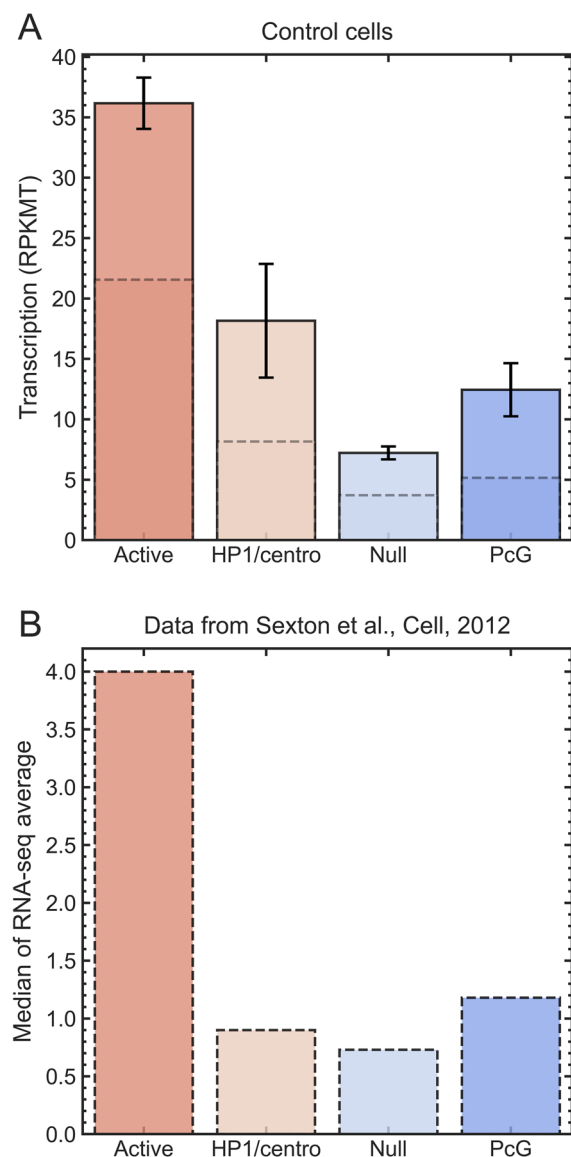 A
Control cells
Transcription (RPKMT)
40
35
30
25
20
15
10
5
0
Active HP1/centro Null PcG
B
Data from Sexton et al., Cell, 2012
Median of RNA-seq average
4.0
3.5
3.0
2.5
2.0
1.5
1.0
0.5
0.0
Active HP1/centro Null PcG